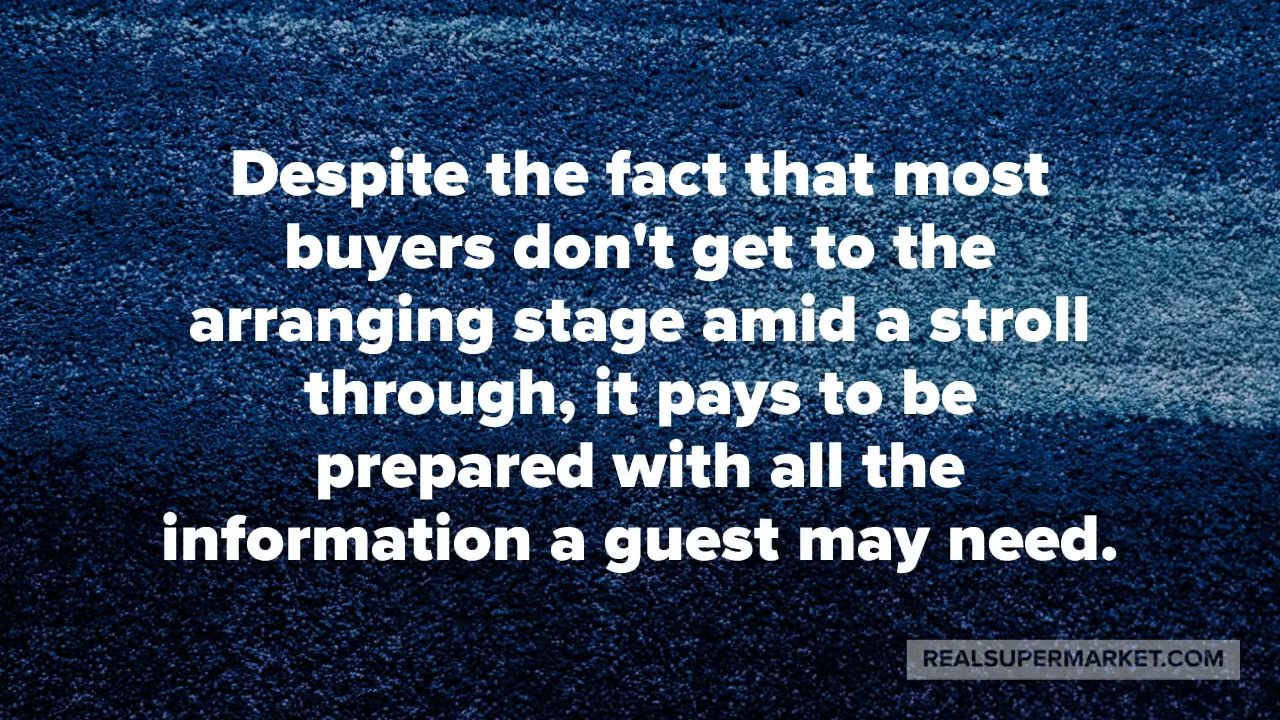 Despite the fact that most
buyers don't get to the
arranging stage amid a stroll
through, it pays to be
prepared with all the
information a guest may need.
REALSUPERMARKET.COM